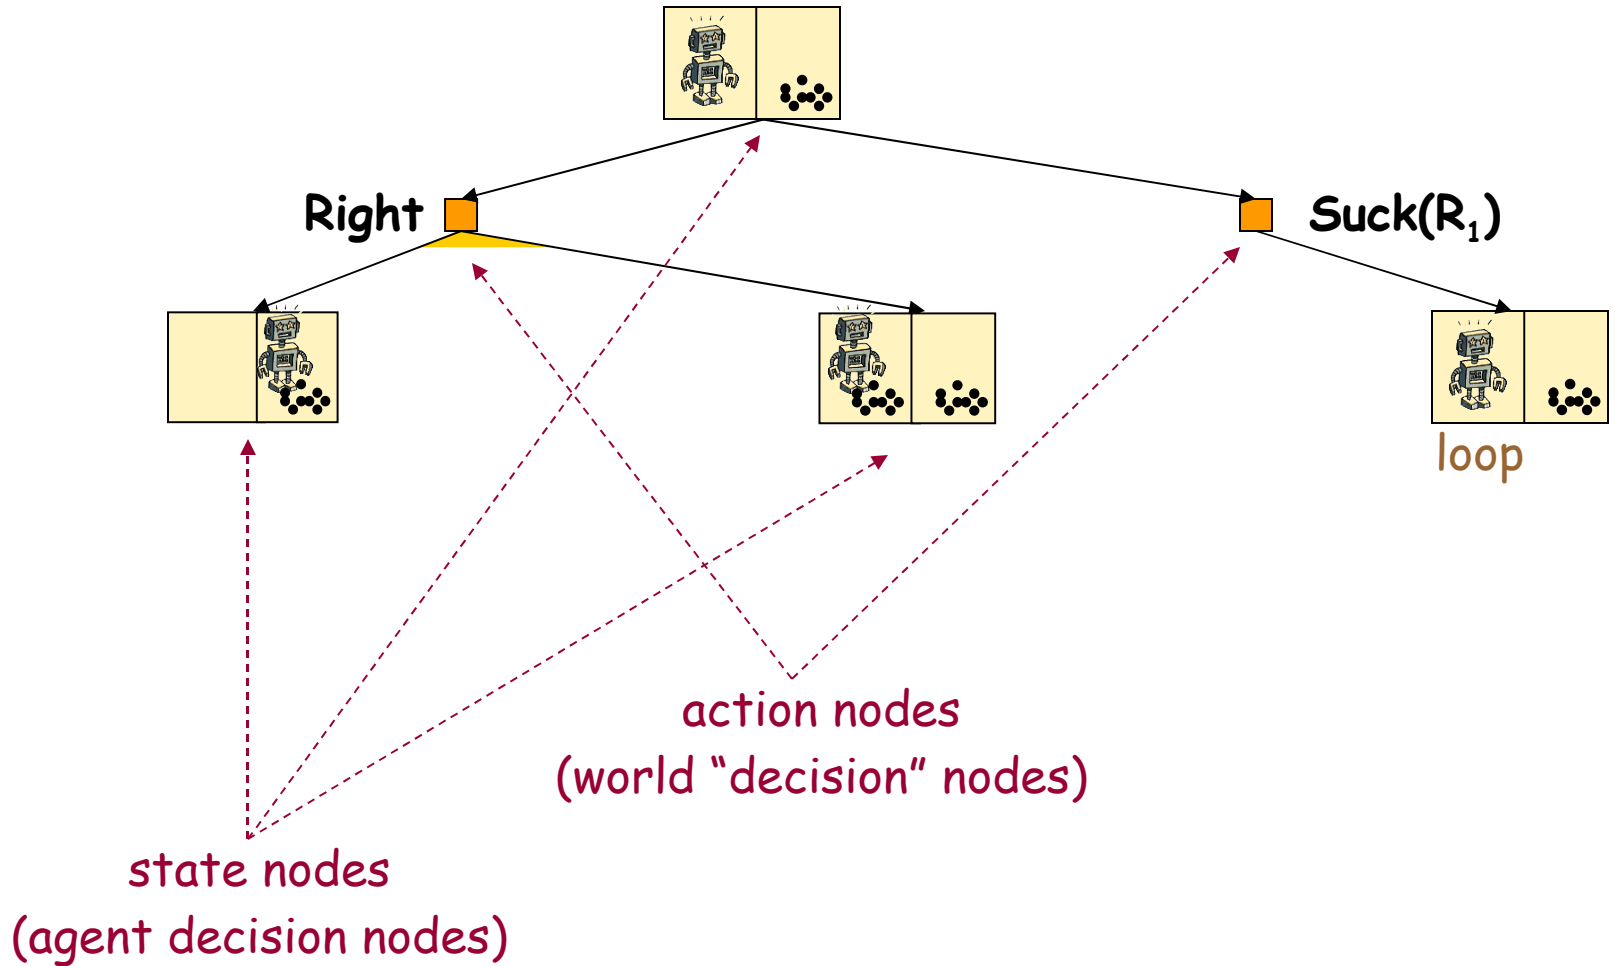 Right
Suck(R₁)
loop
action nodes
(world “decision” nodes)
state nodes
(agent decision nodes)